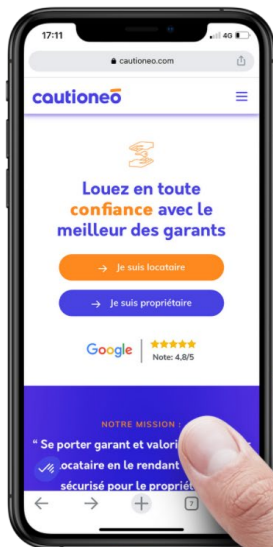 17:11
4G
cautioneo.com
cautioneo
Louez en toute
confiance avec le
meilleur des garants
→ Je suis locataire
→ Je suis propriétaire
Google
Note: 4,8/5
NOTRE MISSION :
“ Se porter garant et valori
ocataire en le rendant
sécurisé pour le propriét
7